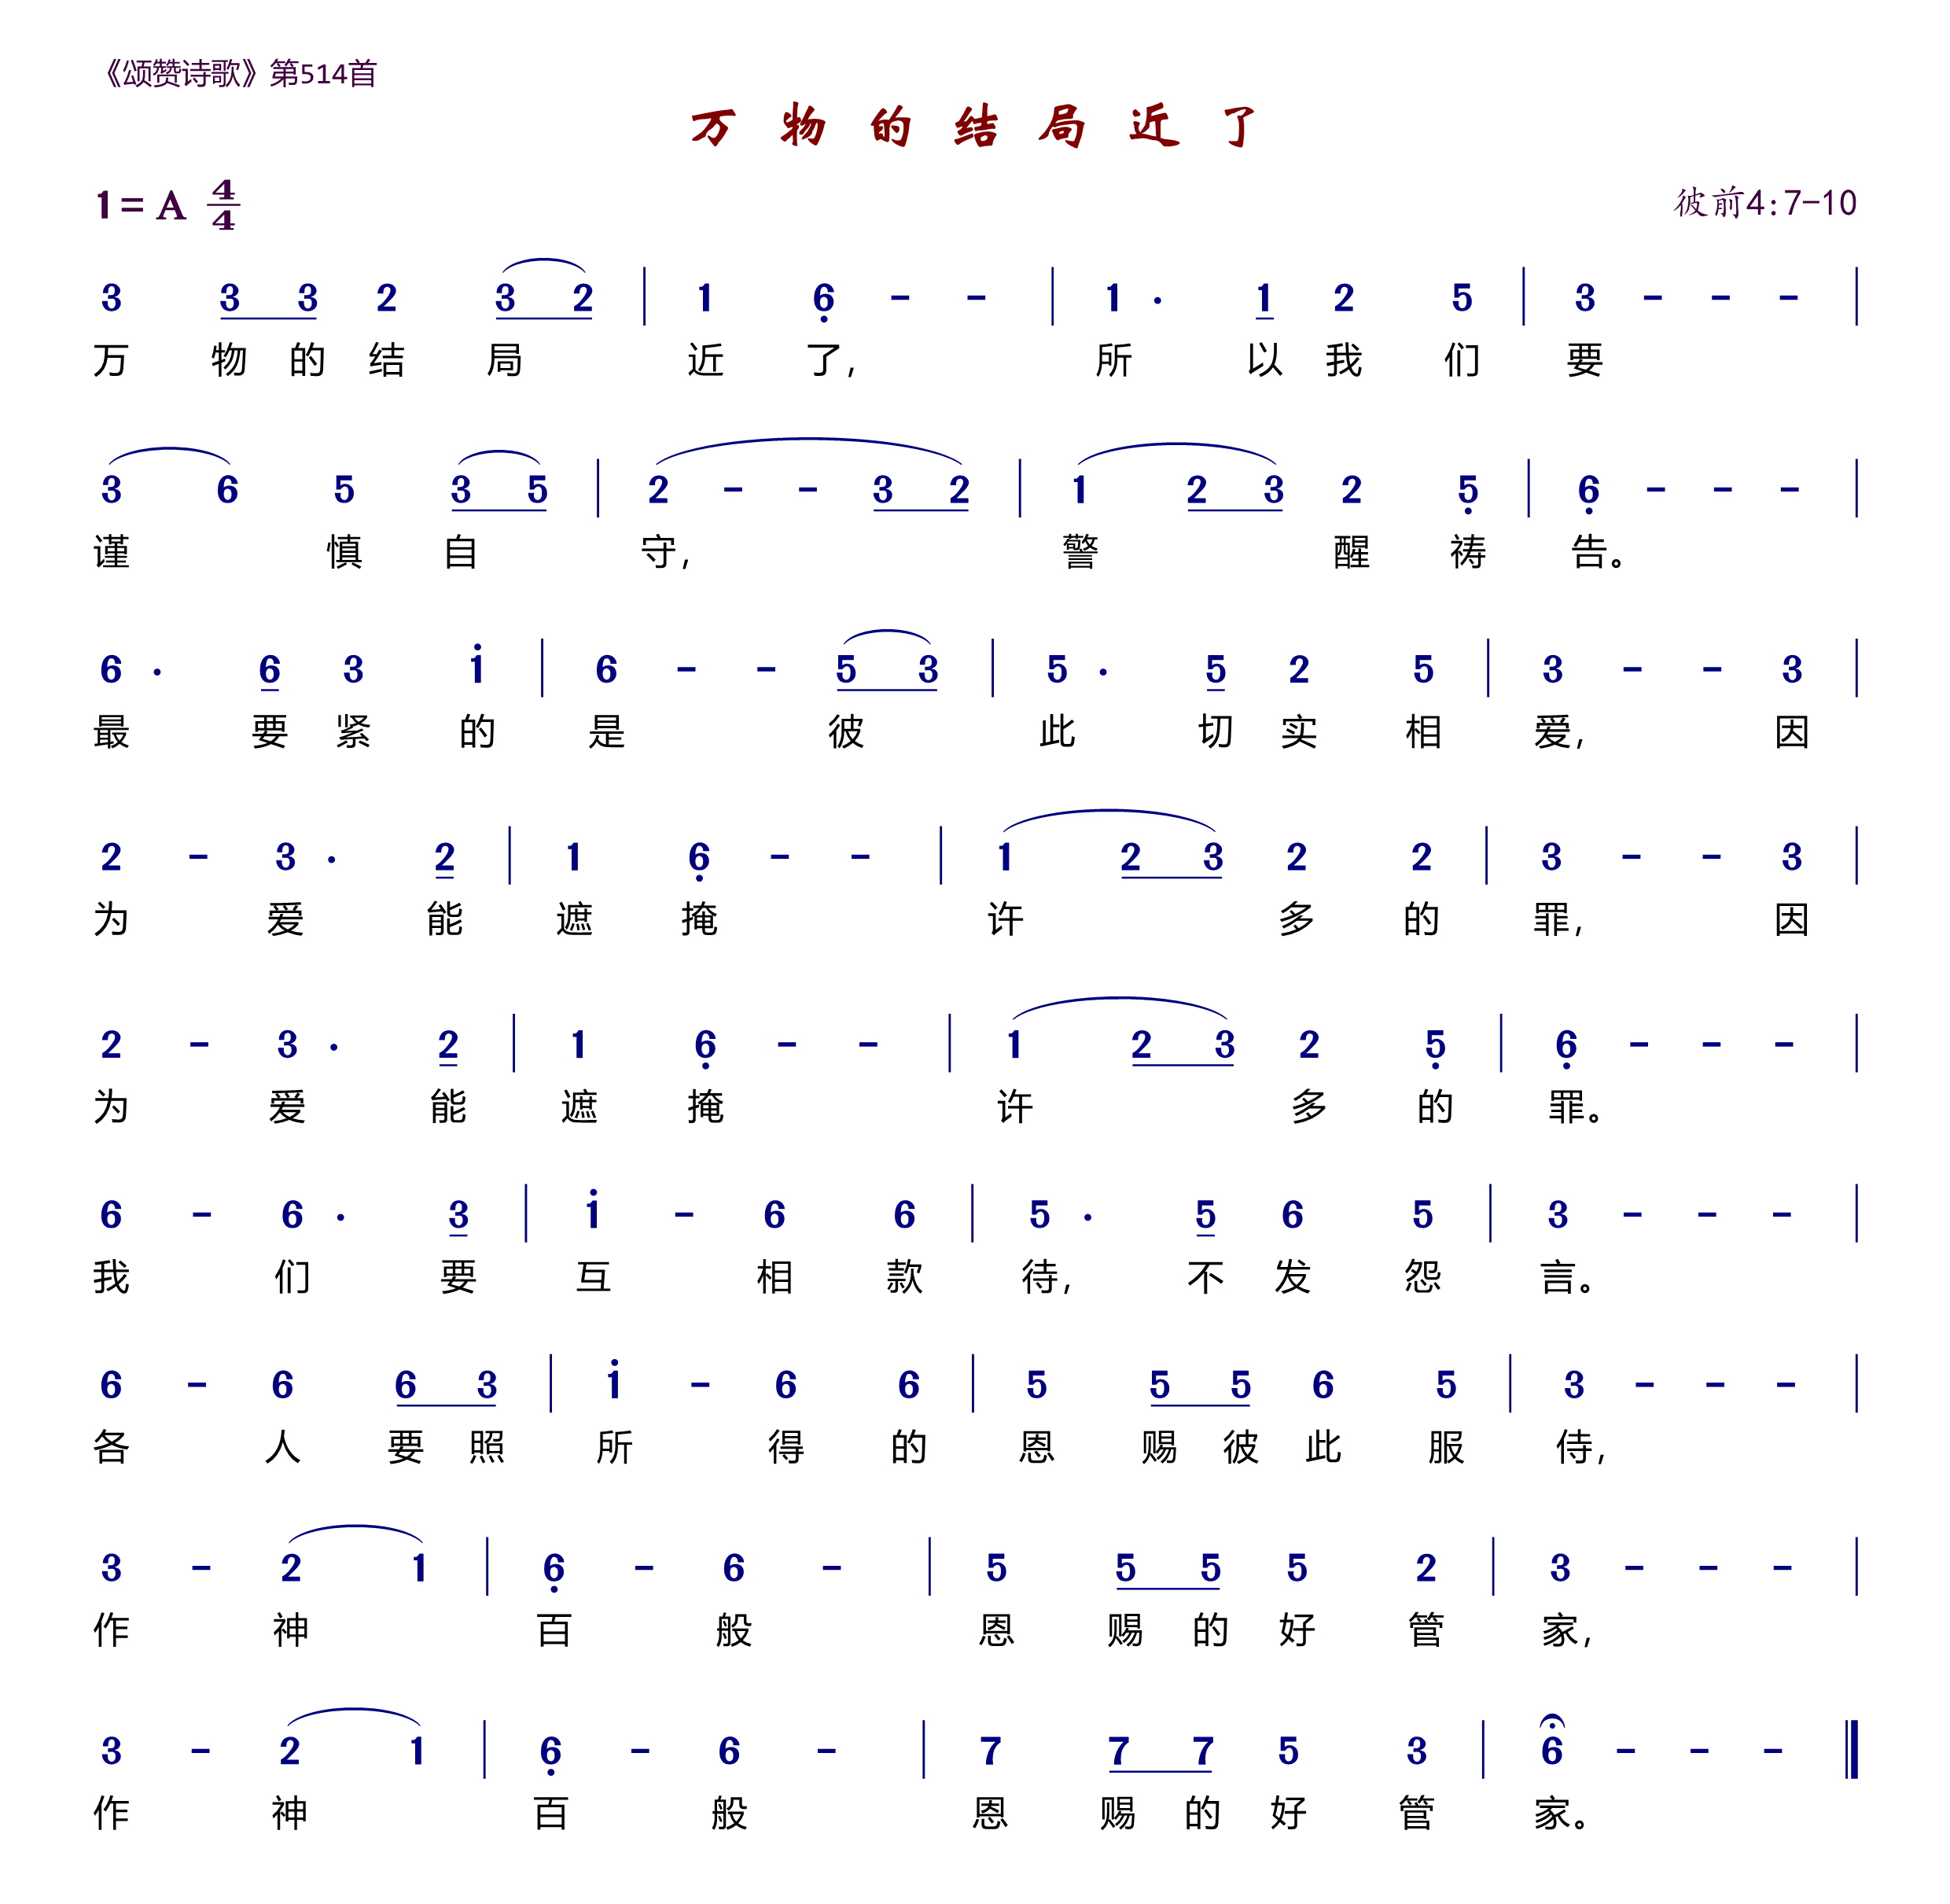 《颂赞诗歌》第514首
万物的结局近了
1=A 4/4
彼前4:7-10
3 3 3 2 3 2 | 1 6 - - | 1 · 1 2 5 | 3 - - - |
万 物 的 结 局 近 了, 所 以 我 们 要
3 6 5 3 5 | 2 - - 3 2 | 1 2 3 2 5 | 6 - - - |
谨 慎 自 守, 警 醒 祷 告。
6 · 6 3 i | 6 - - 5 3 | 5 · 5 2 5 | 3 - - 3 |
最 要 紧 的 是 彼 此 切 实 相 爱, 因
2 - 3 · 2 | 1 6 - - | 1 2 3 2 2 | 3 - - 3 |
为 爱 能 遮 掩 许 多 的 罪, 因
2 - 3 · 2 | 1 6 - - | 1 2 3 2 5 | 6 - - - |
为 爱 能 遮 掩 许 多 的 罪。
6 - 6 · 3 | i - 6 6 | 5 · 5 6 5 | 3 - - - |
我 们 要 互 相 款 待, 不 发 怨 言。
6 - 6 6 3 | i - 6 6 | 5 5 5 6 5 | 3 - - - |
各 人 要 照 所 得 的 恩 赐 彼 此 服 侍,
3 - 2 1 | 6 - 6 - | 5 5 5 5 2 | 3 - - - |
作 神 百 般 恩 赐 的 好 管 家,
3 - 2 1 | 6 - 6 - | 7 7 7 5 3 | 6 - - - ‖
作 神 百 般 恩 赐 的 好 管 家。